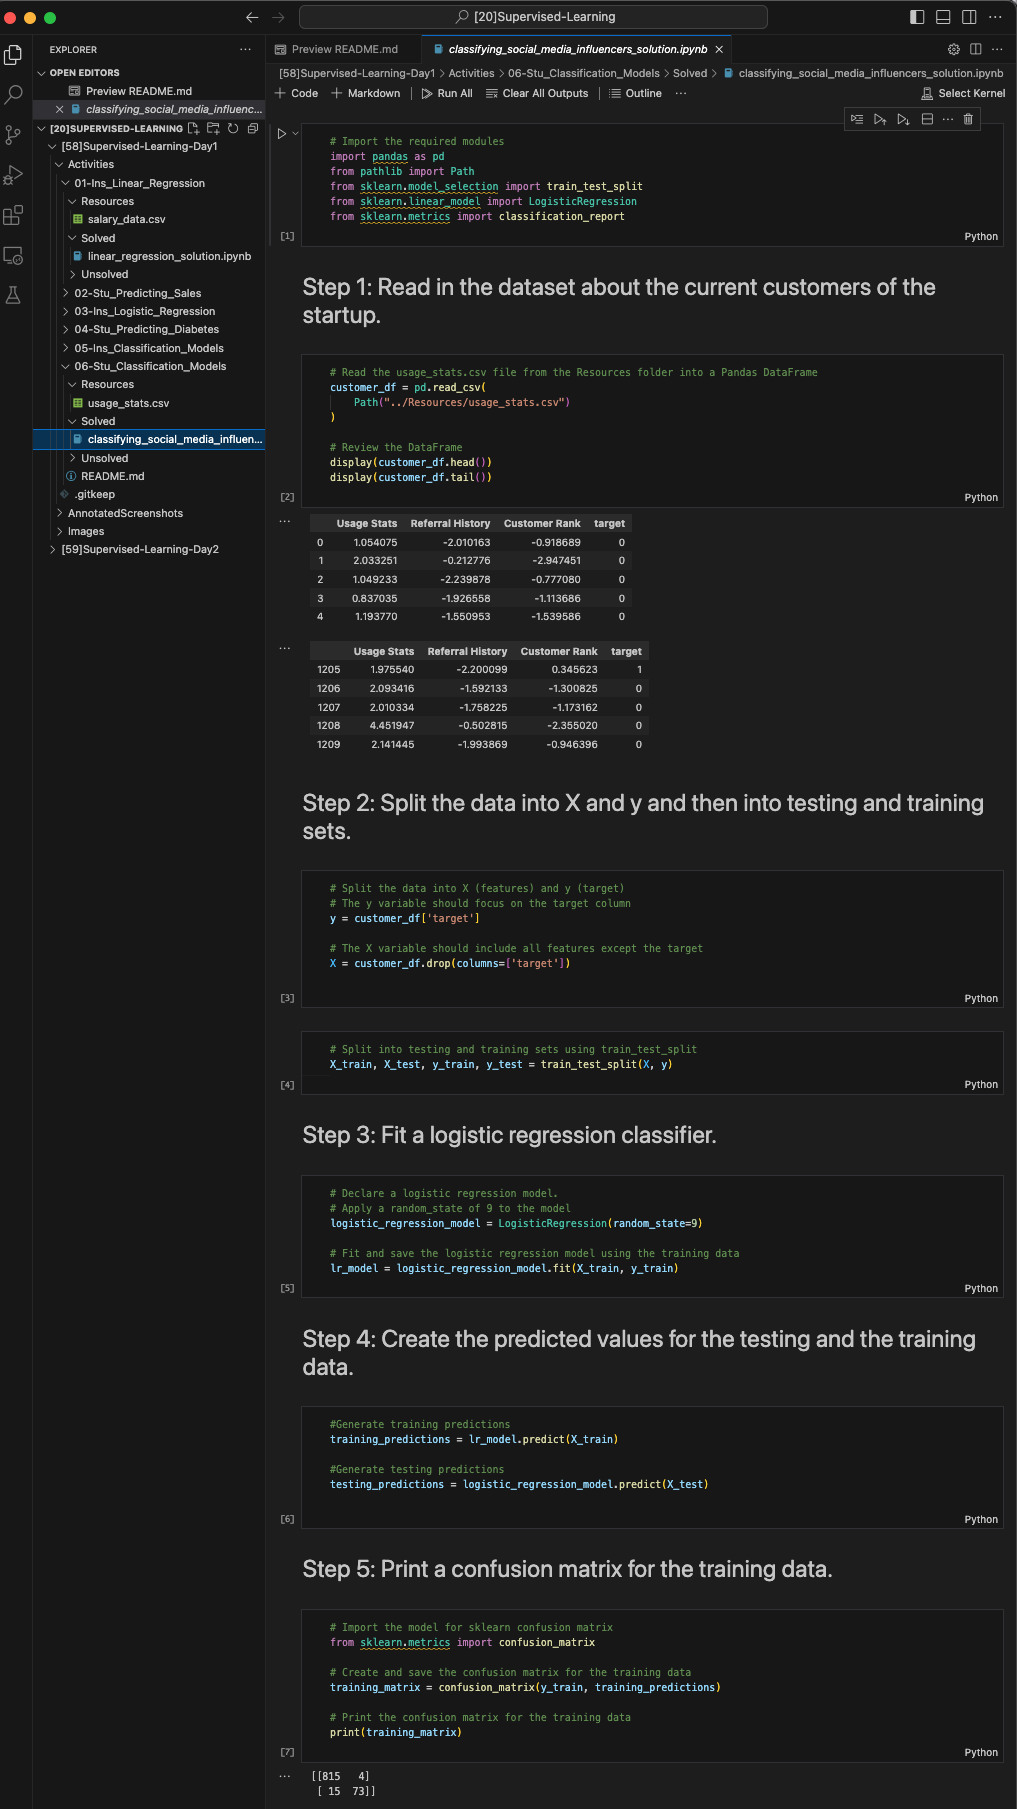 [20]Supervised-Learning
EXPLORER
OPEN EDITORS
Preview README.md
classifying_social_media_influenc...
[20]SUPERVISED-LEARNING
[58]Supervised-Learning-Day1
Activities
01-Ins_Linear_Regression
Resources
salary_data.csv
Solved
linear_regression_solution.ipynb
Unsolved
02-Stu_Predicting_Sales
03-Ins_Logistic_Regression
04-Stu_Predicting_Diabetes
05-Ins_Classification_Models
06-Stu_Classification_Models
Resources
usage_stats.csv
Solved
classifying_social_media_influen...
Unsolved
README.md
.gitkeep
AnnotatedScreenshots
Images
[59]Supervised-Learning-Day2
Preview README.md
classifying_social_media_influencers_solution.ipynb
[58]Supervised-Learning-Day1 > Activities > 06-Stu_Classification_Models > Solved > classifying_social_media_influencers_solution.ipynb
+ Code + Markdown | Run All Clear All Outputs | Outline ... Select Kernel
# Import the required modules
import pandas as pd
from pathlib import Path
from sklearn.model_selection import train_test_split
from sklearn.linear_model import LogisticRegression
from sklearn.metrics import classification_report
[1] Python
Step 1: Read in the dataset about the current customers of the
startup.
# Read the usage_stats.csv file from the Resources folder into a Pandas DataFrame
customer_df = pd.read_csv(
Path("../Resources/usage_stats.csv")
)
# Review the DataFrame
display(customer_df.head())
display(customer_df.tail())
[2] Python
...
Usage Stats Referral History Customer Rank target
0 1.054075 -2.010163 -0.918689 0
1 2.033251 -0.212776 -2.947451 0
2 1.049233 -2.239878 -0.777080 0
3 0.837035 -1.926558 -1.113686 0
4 1.193770 -1.550953 -1.539586 0
...
Usage Stats Referral History Customer Rank target
1205 1.975540 -2.200099 0.345623 1
1206 2.093416 -1.592133 -1.300825 0
1207 2.010334 -1.758225 -1.173162 0
1208 4.451947 -0.502815 -2.355020 0
1209 2.141445 -1.993869 -0.946396 0
Step 2: Split the data into X and y and then into testing and training
sets.
# Split the data into X (features) and y (target)
# The y variable should focus on the target column
y = customer_df['target']
# The X variable should include all features except the target
X = customer_df.drop(columns=['target'])
[3] Python
# Split into testing and training sets using train_test_split
X_train, X_test, y_train, y_test = train_test_split(X, y)
[4] Python
Step 3: Fit a logistic regression classifier.
# Declare a logistic regression model.
# Apply a random_state of 9 to the model
logistic_regression_model = LogisticRegression(random_state=9)
# Fit and save the logistic regression model using the training data
lr_model = logistic_regression_model.fit(X_train, y_train)
[5] Python
Step 4: Create the predicted values for the testing and the training
data.
#Generate training predictions
training_predictions = lr_model.predict(X_train)
#Generate testing predictions
testing_predictions = logistic_regression_model.predict(X_test)
[6] Python
Step 5: Print a confusion matrix for the training data.
# Import the model for sklearn confusion matrix
from sklearn.metrics import confusion_matrix
# Create and save the confusion matrix for the training data
training_matrix = confusion_matrix(y_train, training_predictions)
# Print the confusion matrix for the training data
print(training_matrix)
[7] Python
... [[815 4]
[ 15 73]]